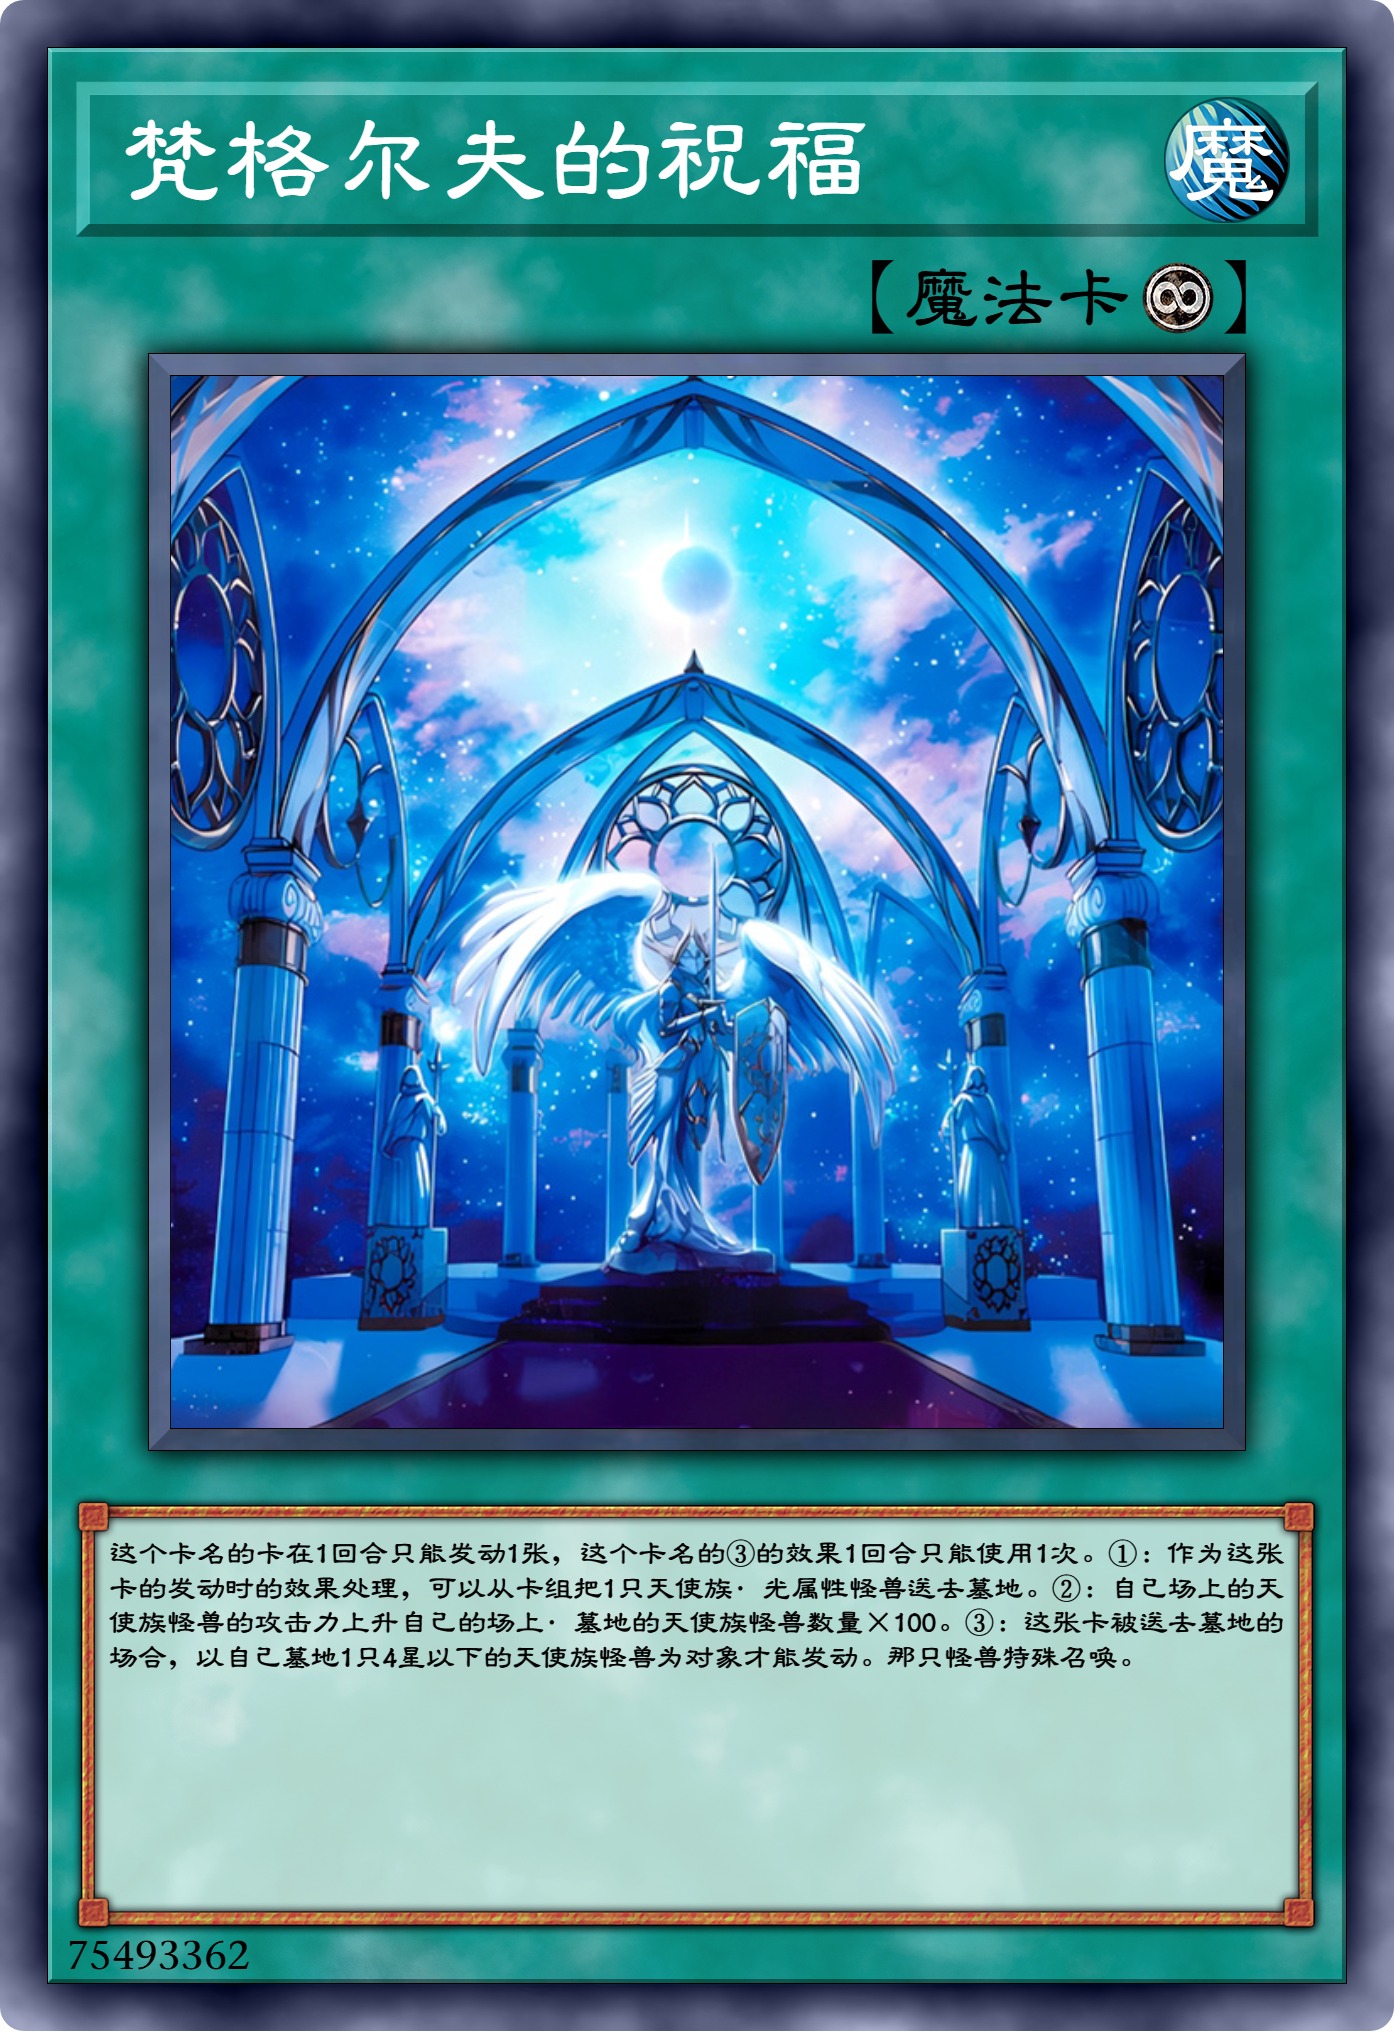 梵格尔夫的祝福
魔
【魔法卡】
这个卡名的卡在1回合只能发动1张，这个卡名的③的效果1回合只能使用1次。①：作为这张
卡的发动时的效果处理，可以从卡组把1只天使族·光属性怪兽送去墓地。②：自己场上的天
使族怪兽的攻击力上升自己的场上·墓地的天使族怪兽数量×100。③：这张卡被送去墓地的
场合，以自己墓地1只4星以下的天使族怪兽为对象才能发动。那只怪兽特殊召唤。
75493362